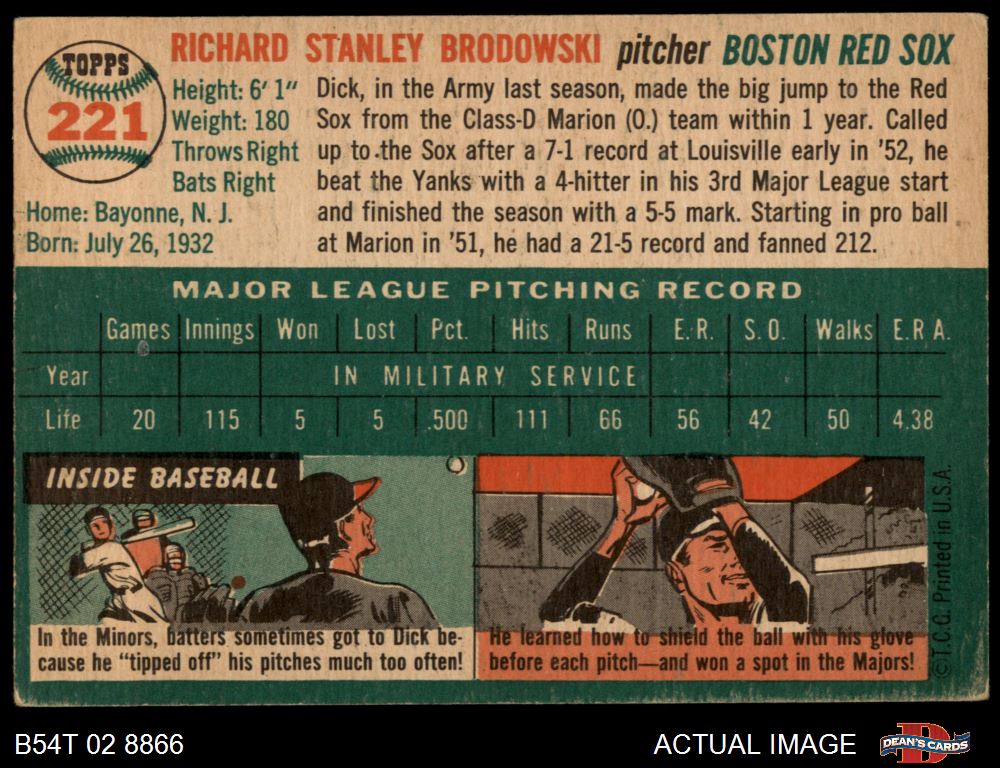 TOPPS
221
RICHARD STANLEY BRODOWSKI pitcher BOSTON RED SOX
Height: 6' 1"
Weight: 180
Throws Right
Bats Right
Home: Bayonne, N. J.
Born: July 26, 1932
Dick, in the Army last season, made the big jump to the Red
Sox from the Class-D Marion (O.) team within 1 year. Called
up to the Sox after a 7-1 record at Louisville early in '52, he
beat the Yanks with a 4-hitter in his 3rd Major League start
and finished the season with a 5-5 mark. Starting in pro ball
at Marion in '51, he had a 21-5 record and fanned 212.
MAJOR LEAGUE PITCHING RECORD
Games Innings Won Lost Pct. Hits Runs E.R. S.O. Walks E.R.A.
Year IN MILITARY SERVICE
Life 20 115 5 5 .500 111 66 56 42 50 4.38
INSIDE BASEBALL
In the Minors, batters sometimes got to Dick be-
cause he "tipped off" his pitches much too often!
He learned how to shield the ball with his glove
before each pitch—and won a spot in the Majors!
©T.C.G. Printed in U.S.A.
B54T 02 8866
ACTUAL IMAGE
DEAN'S CARDS